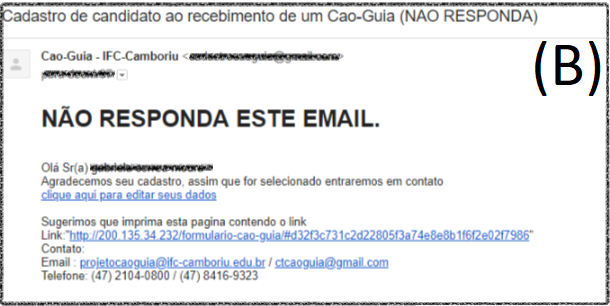 Cadastro de candidato ao recebimento de um Cao-Guia (NAO RESPONDA)
Cao-Guia - IFC-Camboriu
(B)
NÃO RESPONDA ESTE EMAIL.
Olá Sr(a)
Agradecemos seu cadastro, assim que for selecionado entraremos em contato
clique aqui para editar seus dados
Sugerimos que imprima esta pagina contendo o link
Link:"http://200.135.34.232/formulario-cao-guia/#d32f3c731c2d22805f3a74e8e8b1f6f2e02f7986"
Contato:
Email : projetocaoguia@ifc-camboriu.edu.br / ctcaoguia@gmail.com
Telefone: (47) 2104-0800 / (47) 8416-9323